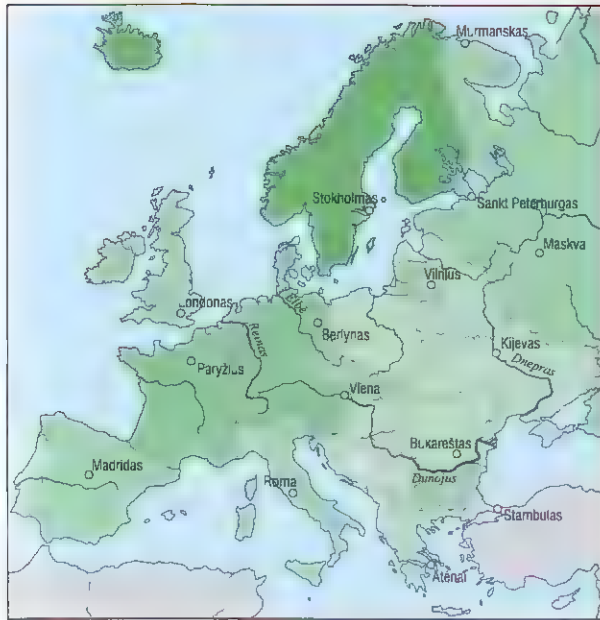 Murmanskas
Stokholmas
Sankt Peterburgas
Maskva
Vilnius
Londonas
Elbė
Berlynas
Reinas
Paryžius
Kijevas
Dnepras
Viena
Bukareštas
Madridas
Roma
Dunojus
Stambulas
Atėnai